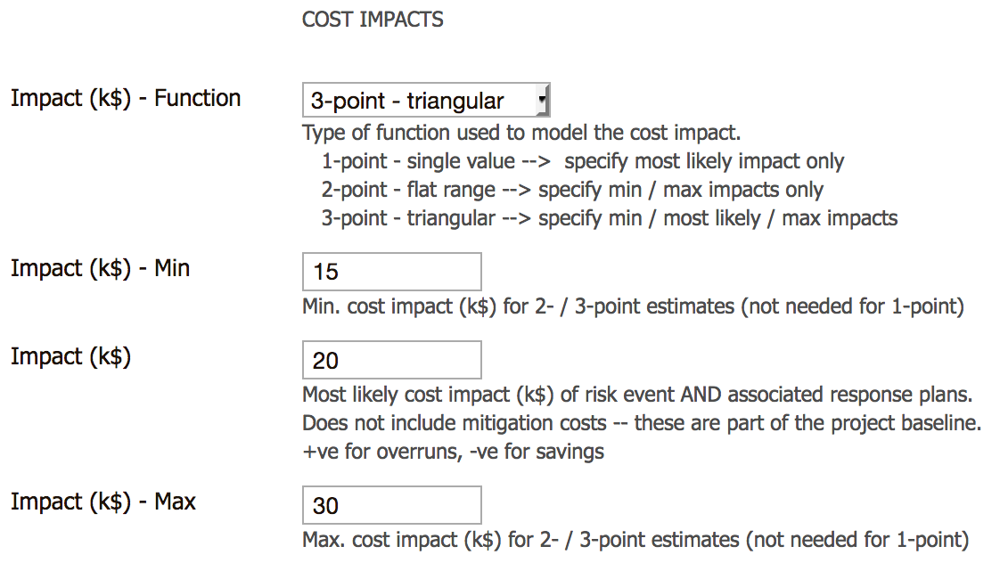 COST IMPACTS
Impact (k$) - Function
3-point - triangular
Type of function used to model the cost impact.
1-point - single value -->  specify most likely impact only
2-point - flat range --> specify min / max impacts only
3-point - triangular --> specify min / most likely / max impacts
Impact (k$) - Min
15
Min. cost impact (k$) for 2- / 3-point estimates (not needed for 1-point)
Impact (k$)
20
Most likely cost impact (k$) of risk event AND associated response plans.
Does not include mitigation costs -- these are part of the project baseline.
+ve for overruns, -ve for savings
Impact (k$) - Max
30
Max. cost impact (k$) for 2- / 3-point estimates (not needed for 1-point)